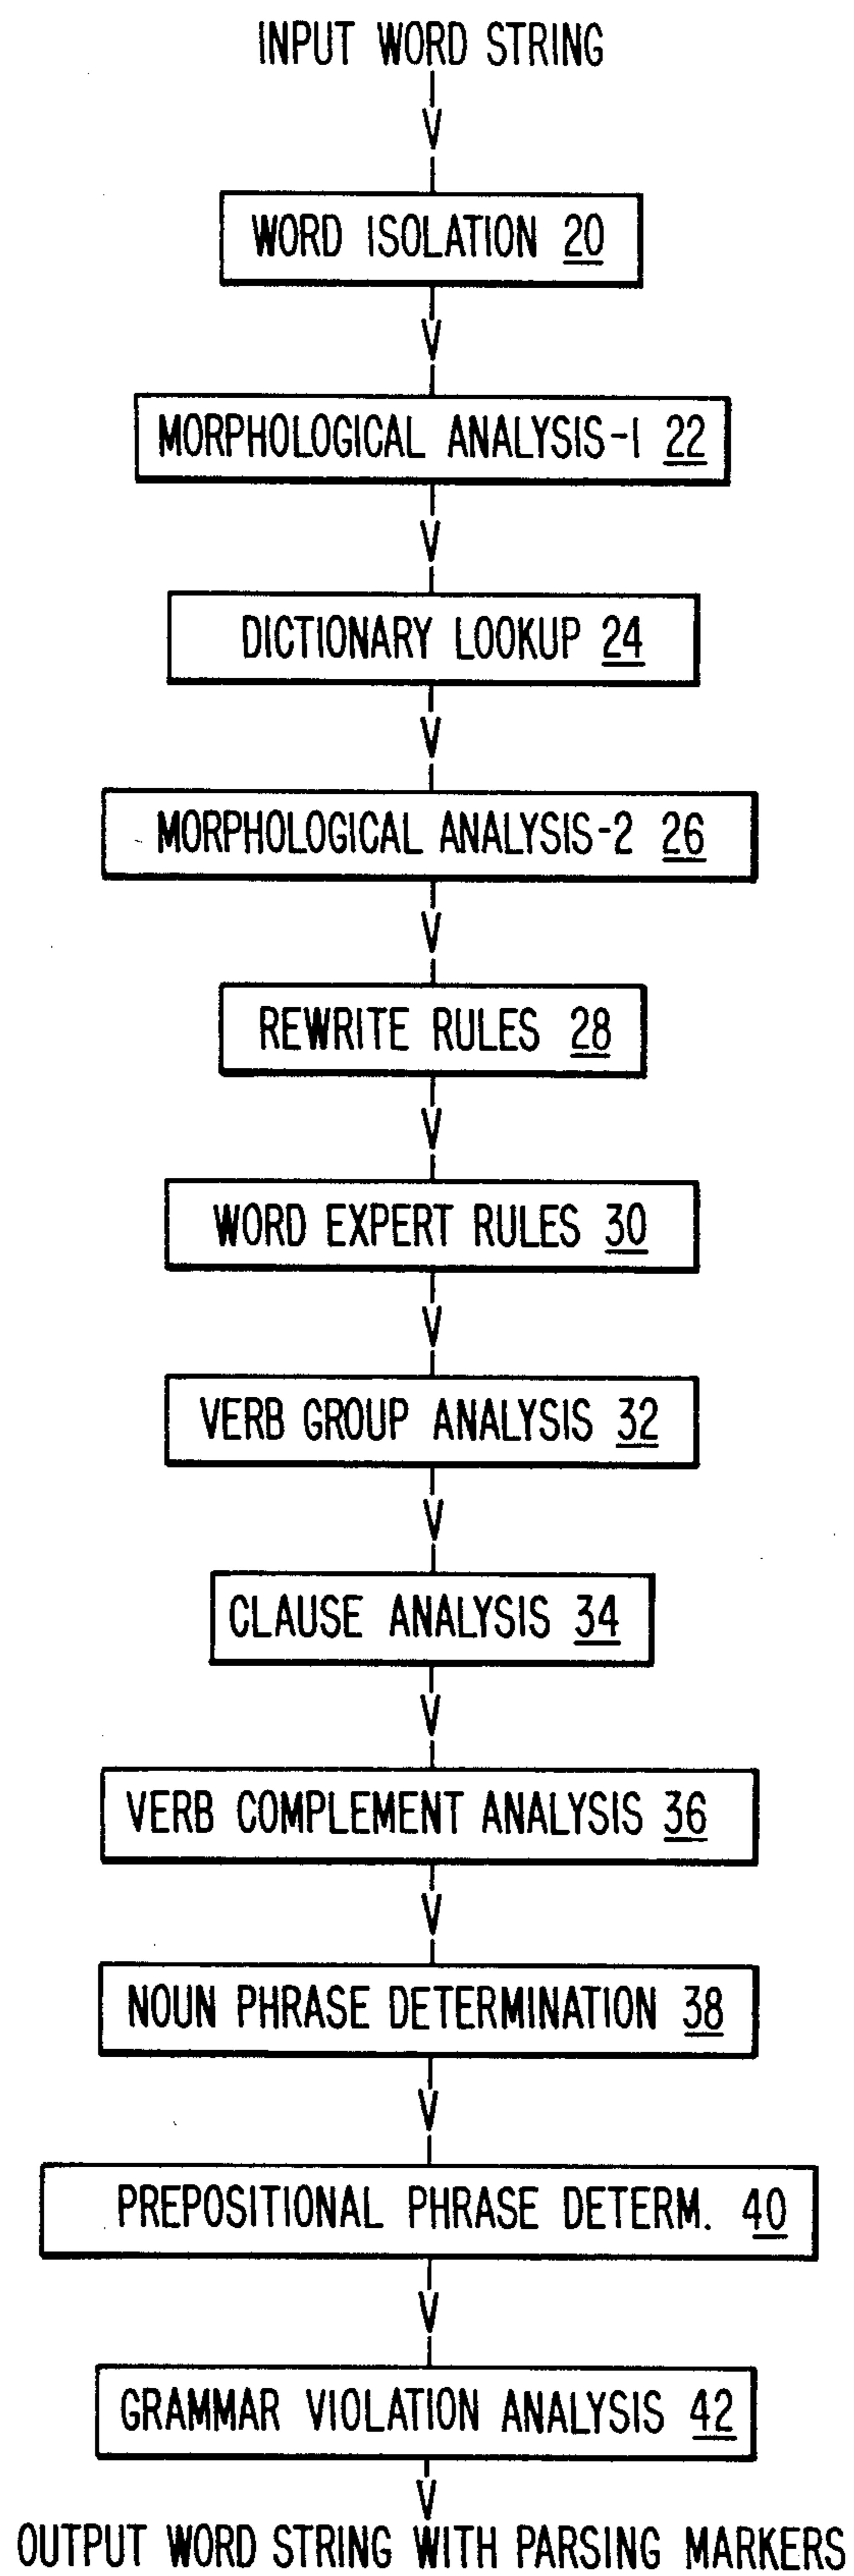 INPUT WORD STRING
WORD ISOLATION 20
MORPHOLOGICAL ANALYSIS-1 22
DICTIONARY LOOKUP 24
MORPHOLOGICAL ANALYSIS-2 26
REWRITE RULES 28
WORD EXPERT RULES 30
VERB GROUP ANALYSIS 32
CLAUSE ANALYSIS 34
VERB COMPLEMENT ANALYSIS 36
NOUN PHRASE DETERMINATION 38
PREPOSITIONAL PHRASE DETERM. 40
GRAMMAR VIOLATION ANALYSIS 42
OUTPUT WORD STRING WITH PARSING MARKERS